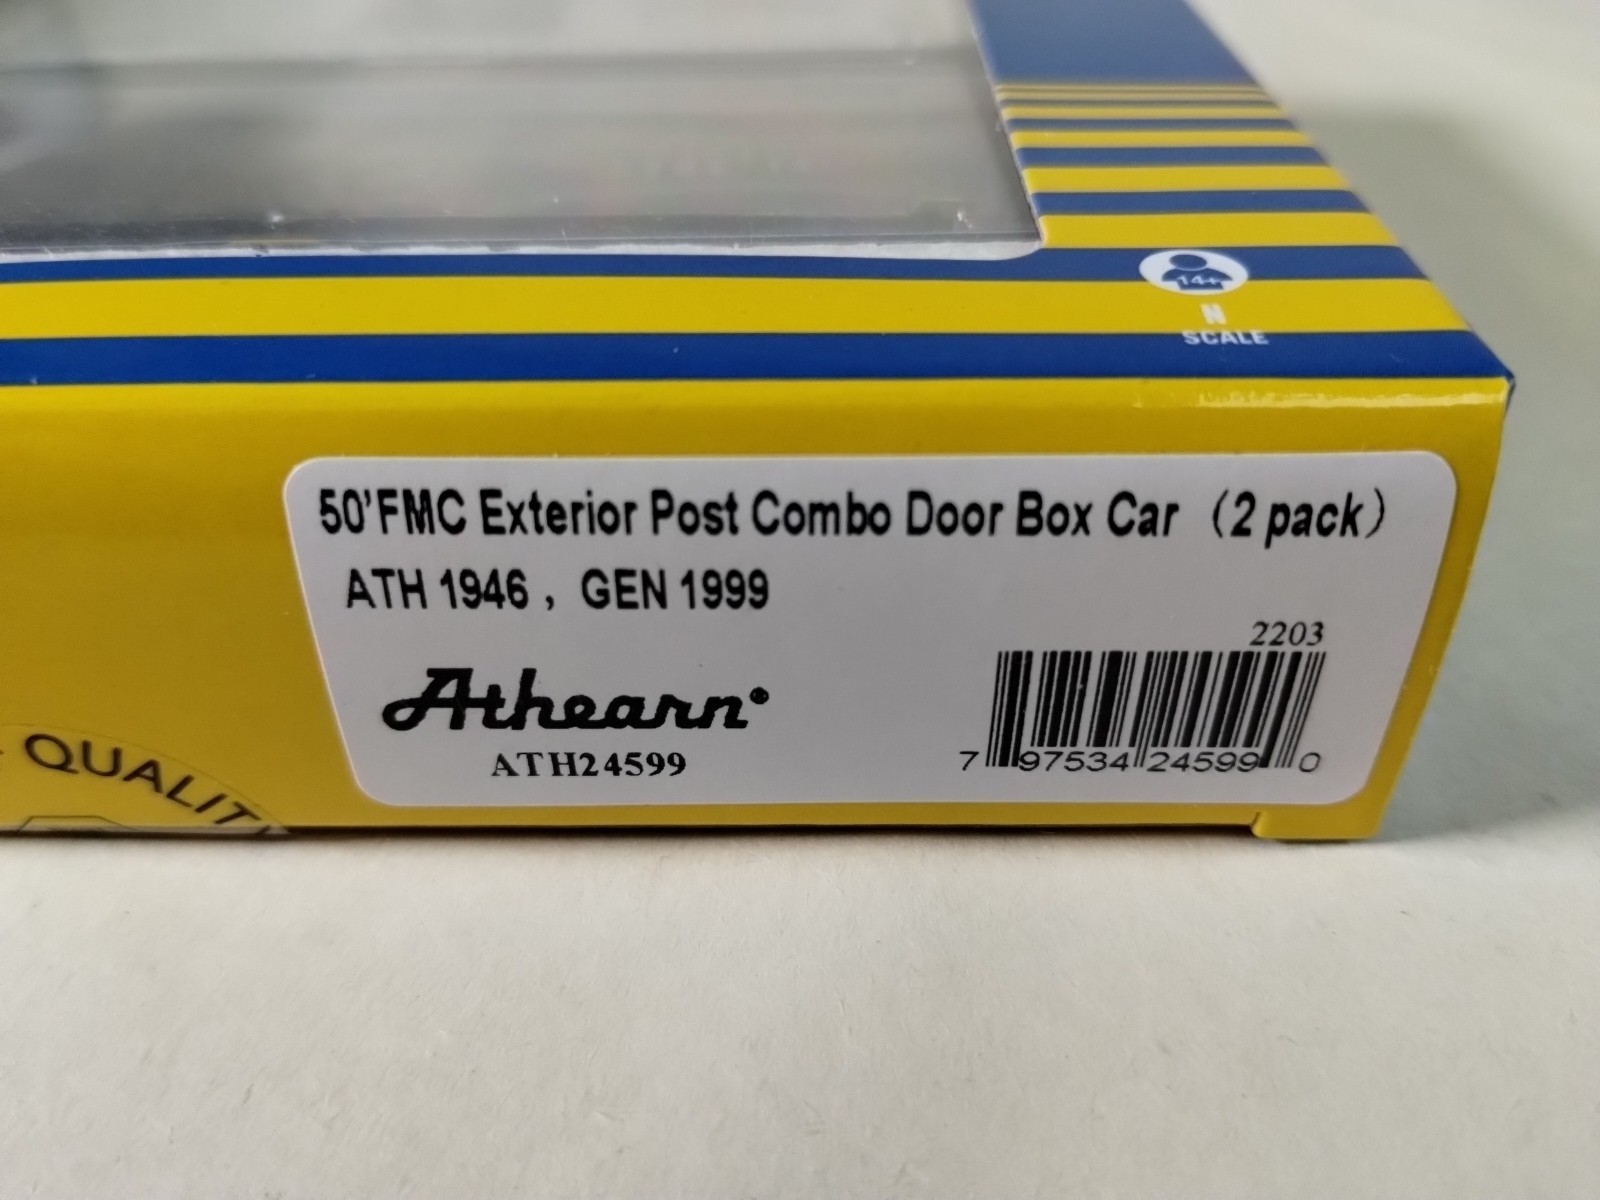 14+
N
SCALE
50'FMC Exterior Post Combo Door Box Car (2 pack)
ATH 1946 , GEN 1999
2203
Athearn®
ATH24599
7 97534 24599 0
QUALIT